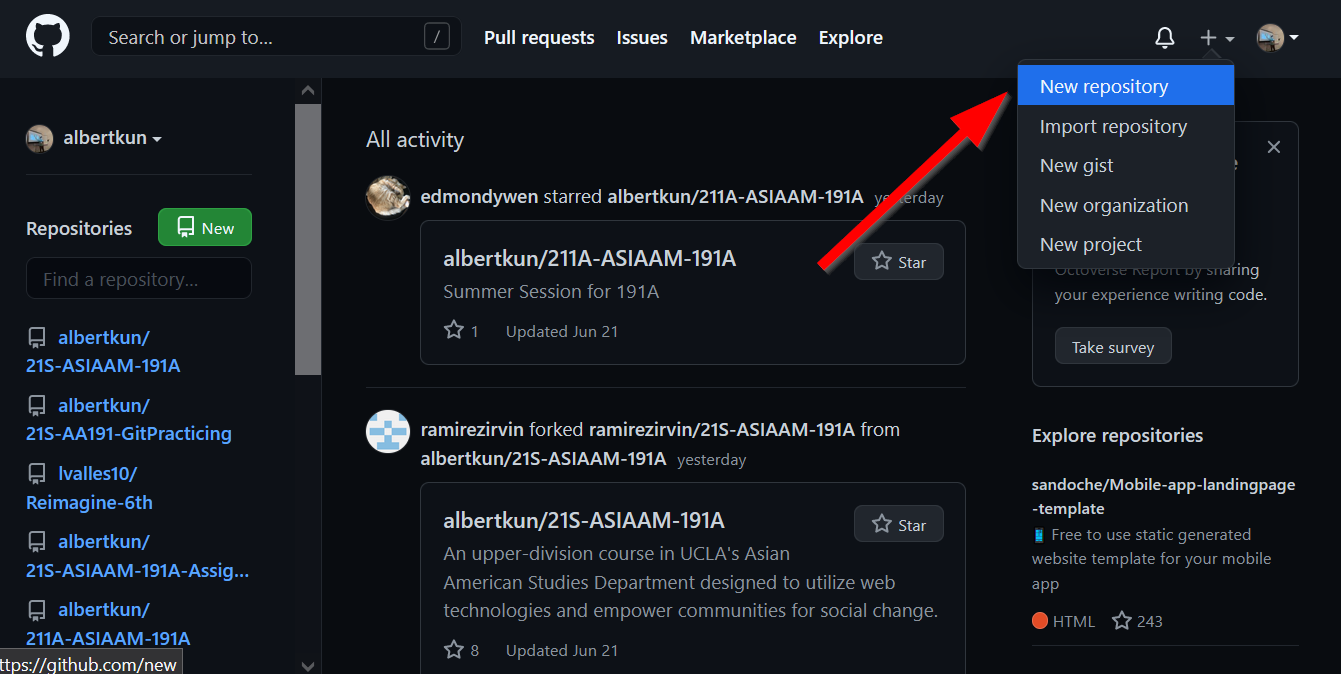 Search or jump to...
/
Pull requests
Issues
Marketplace
Explore
New repository
Import repository
New gist
New organization
New project
albertkun
Repositories
New
Find a repository...
albertkun/
21S-ASIAAM-191A
albertkun/
21S-AA191-GitPracticing
lvalles10/
Reimagine-6th
albertkun/
21S-ASIAAM-191A-Assig...
albertkun/
211A-ASIAAM-191A
ttps://github.com/new
All activity
edmondywen starred albertkun/211A-ASIAAM-191A yesterday
albertkun/211A-ASIAAM-191A
Star
Summer Session for 191A
1 Updated Jun 21
ramirezirvin forked ramirezirvin/21S-ASIAAM-191A from
albertkun/21S-ASIAAM-191A yesterday
albertkun/21S-ASIAAM-191A
Star
An upper-division course in UCLA's Asian
American Studies Department designed to utilize web
technologies and empower communities for social change.
8 Updated Jun 21
Octoverse Report by sharing
your experience writing code.
Take survey
Explore repositories
sandoche/Mobile-app-landingpage
-template
Free to use static generated
website template for your mobile
app
HTML 243